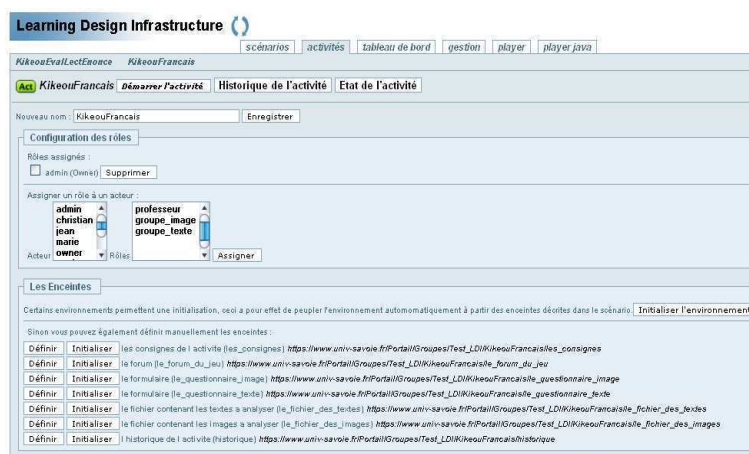 Learning Design Infrastructure ()
scénarios activités tableau de bord gestion player player java
KikeouEvalLectEnonce KikeouFrancais
Act KikeouFrancais Démarrer l'activité Historique de l'activité Etat de l'activité
Nouveau nom : KikeouFrancais Enregistrer
Configuration des rôles
Rôles assignés :
admin (Owner) Supprimer
Assigner un rôle à un acteur :
admin professeur
christian groupe_image
jean groupe_texte
marie
Acteur owner Rôles Assigner
Les Enceintes
Certains environnements permettent une initialisation, ceci a pour effet de peupler l'environnement automomatiquement à partir des enceintes décrites dans le scénario. Initialiser l'environnement
Sinon vous pouvez également définir manuellement les enceintes :
Définir Initialiser les consignes de l activite (les_consignes) https://www.univ-savoie.fr/Portail/Groupes/Test_LDI/KikeouFrancais/les_consignes
Définir Initialiser le forum (le_forum_du_jeu) https://www.univ-savoie.fr/Portail/Groupes/Test_LDI/KikeouFrancais/le_forum_du_jeu
Définir Initialiser le formulaire (le_questionnaire_image) https://www.univ-savoie.fr/Portail/Groupes/Test_LDI/KikeouFrancais/le_questionnaire_image
Définir Initialiser le formulaire (le_questionnaire_texte) https://www.univ-savoie.fr/Portail/Groupes/Test_LDI/KikeouFrancais/le_questionnaire_texte
Définir Initialiser le fichier contenant les textes a analyser (le_fichier_des_textes) https://www.univ-savoie.fr/Portail/Groupes/Test_LDI/KikeouFrancais/le_fichier_des_textes
Définir Initialiser le fichier contenant les images a analyser (le_fichier_des_images) https://www.univ-savoie.fr/Portail/Groupes/Test_LDI/KikeouFrancais/le_fichier_des_images
Définir Initialiser l historique de l activite (historique) https://www.univ-savoie.fr/Portail/Groupes/Test_LDI/KikeouFrancais/historique